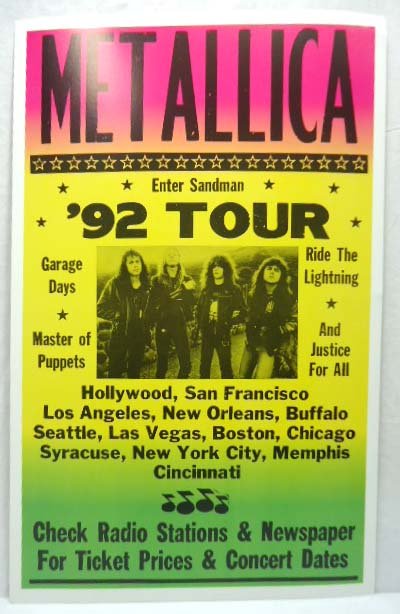 METALLICA
Enter Sandman
'92 TOUR
Garage
Days
Ride The
Lightning
Master of
Puppets
And
Justice
For All
Hollywood, San Francisco
Los Angeles, New Orleans, Buffalo
Seattle, Las Vegas, Boston, Chicago
Syracuse, New York City, Memphis
Cincinnati
Check Radio Stations & Newspaper
For Ticket Prices & Concert Dates